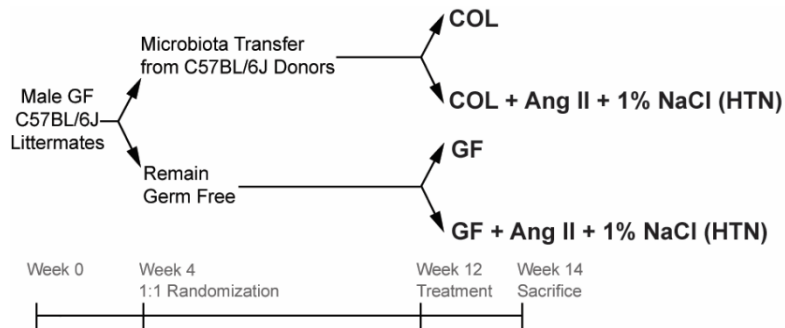 Male GF
C57BL/6J
Littermates
Microbiota Transfer
from C57BL/6J Donors
COL
COL + Ang II + 1% NaCl (HTN)
Remain
Germ Free
GF
GF + Ang II + 1% NaCl (HTN)
Week 0
Week 4
1:1 Randomization
Week 12
Treatment
Week 14
Sacrifice